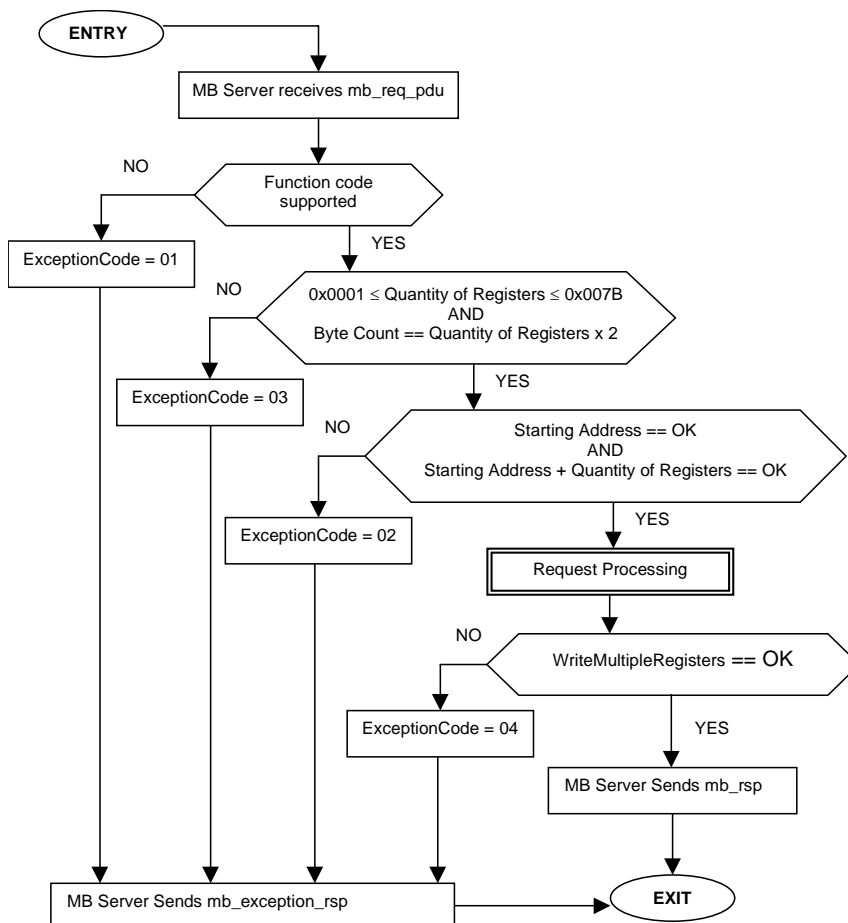 ENTRY
MB Server receives mb_req_pdu
NO
Function code
supported
YES
ExceptionCode = 01
NO
0x0001 ≤ Quantity of Registers ≤ 0x007B
AND
Byte Count == Quantity of Registers x 2
YES
ExceptionCode = 03
NO
Starting Address == OK
AND
Starting Address + Quantity of Registers == OK
YES
ExceptionCode = 02
Request Processing
NO
WriteMultipleRegisters == OK
YES
ExceptionCode = 04
MB Server Sends mb_rsp
MB Server Sends mb_exception_rsp
EXIT